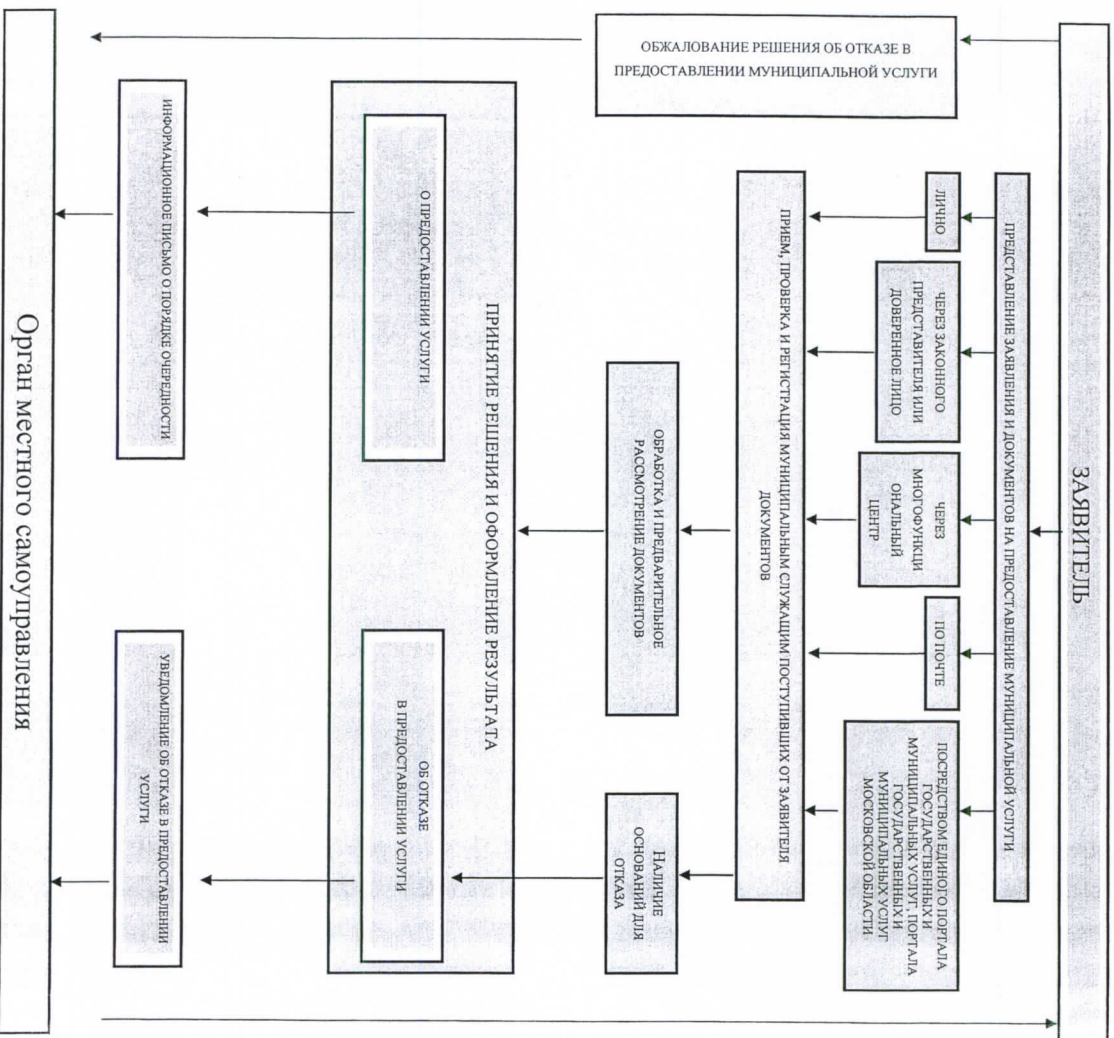 ЗАЯВИТЕЛЬ
ПРЕДСТАВЛЕНИЕ ЗАЯВЛЕНИЯ И ДОКУМЕНТОВ НА ПРЕДОСТАВЛЕНИЕ МУНИЦИПАЛЬНОЙ УСЛУГИ
ОБЖАЛОВАНИЕ РЕШЕНИЯ ОБ ОТКАЗЕ В
ПРЕДОСТАВЛЕНИИ МУНИЦИПАЛЬНОЙ УСЛУГИ
ЛИЧНО
ЧЕРЕЗ ЗАКОННОГО
ПРЕДСТАВИТЕЛЯ ИЛИ
ДОВЕРЕННОЕ ЛИЦО
ЧЕРЕЗ
МНОГОФУНКЦИ
ОНАЛЬНЫЙ
ЦЕНТР
ПО ПОЧТЕ
ПОСРЕДСТВОМ ЕДИНОГО ПОРТАЛА
ГОСУДАРСТВЕННЫХ И
МУНИЦИПАЛЬНЫХ УСЛУГ, ПОРТАЛА
ГОСУДАРСТВЕННЫХ И
МУНИЦИПАЛЬНЫХ УСЛУГ
МОСКОВСКОЙ ОБЛАСТИ
ПРИЕМ, ПРОВЕРКА И РЕГИСТРАЦИЯ МУНИЦИПАЛЬНЫМ СЛУЖАЩИМ ПОСТУПИВШИХ ОТ ЗАЯВИТЕЛЯ
ДОКУМЕНТОВ
ОБРАБОТКА И ПРЕДВАРИТЕЛЬНОЕ
РАССМОТРЕНИЕ ДОКУМЕНТОВ
НАЛИЧИЕ
ОСНОВАНИЙ ДЛЯ
ОТКАЗА
ПРИНЯТИЕ РЕШЕНИЯ И ОФОРМЛЕНИЕ РЕЗУЛЬТАТА
О ПРЕДОСТАВЛЕНИИ УСЛУГИ
ОБ ОТКАЗЕ
В ПРЕДОСТАВЛЕНИИ УСЛУГИ
ИНФОРМАЦИОННОЕ ПИСЬМО О ПОРЯДКЕ ОЧЕРЕДНОСТИ
УВЕДОМЛЕНИЕ ОБ ОТКАЗЕ В ПРЕДОСТАВЛЕНИИ
УСЛУГИ
Орган местного самоуправления